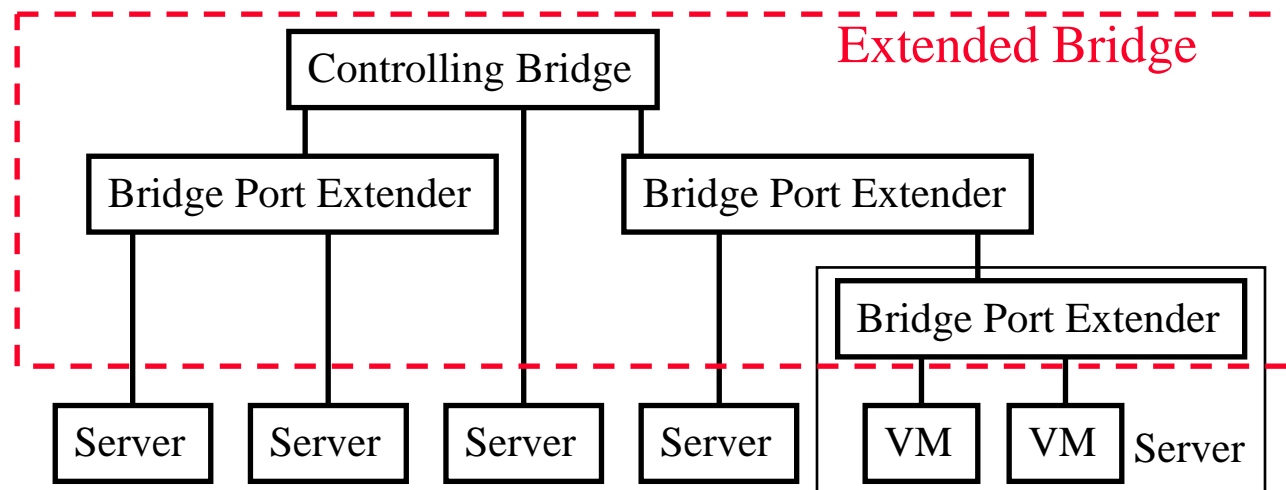 Extended Bridge
Controlling Bridge
Bridge Port Extender
Bridge Port Extender
Bridge Port Extender
Server
Server
Server
Server
VM
VM
Server